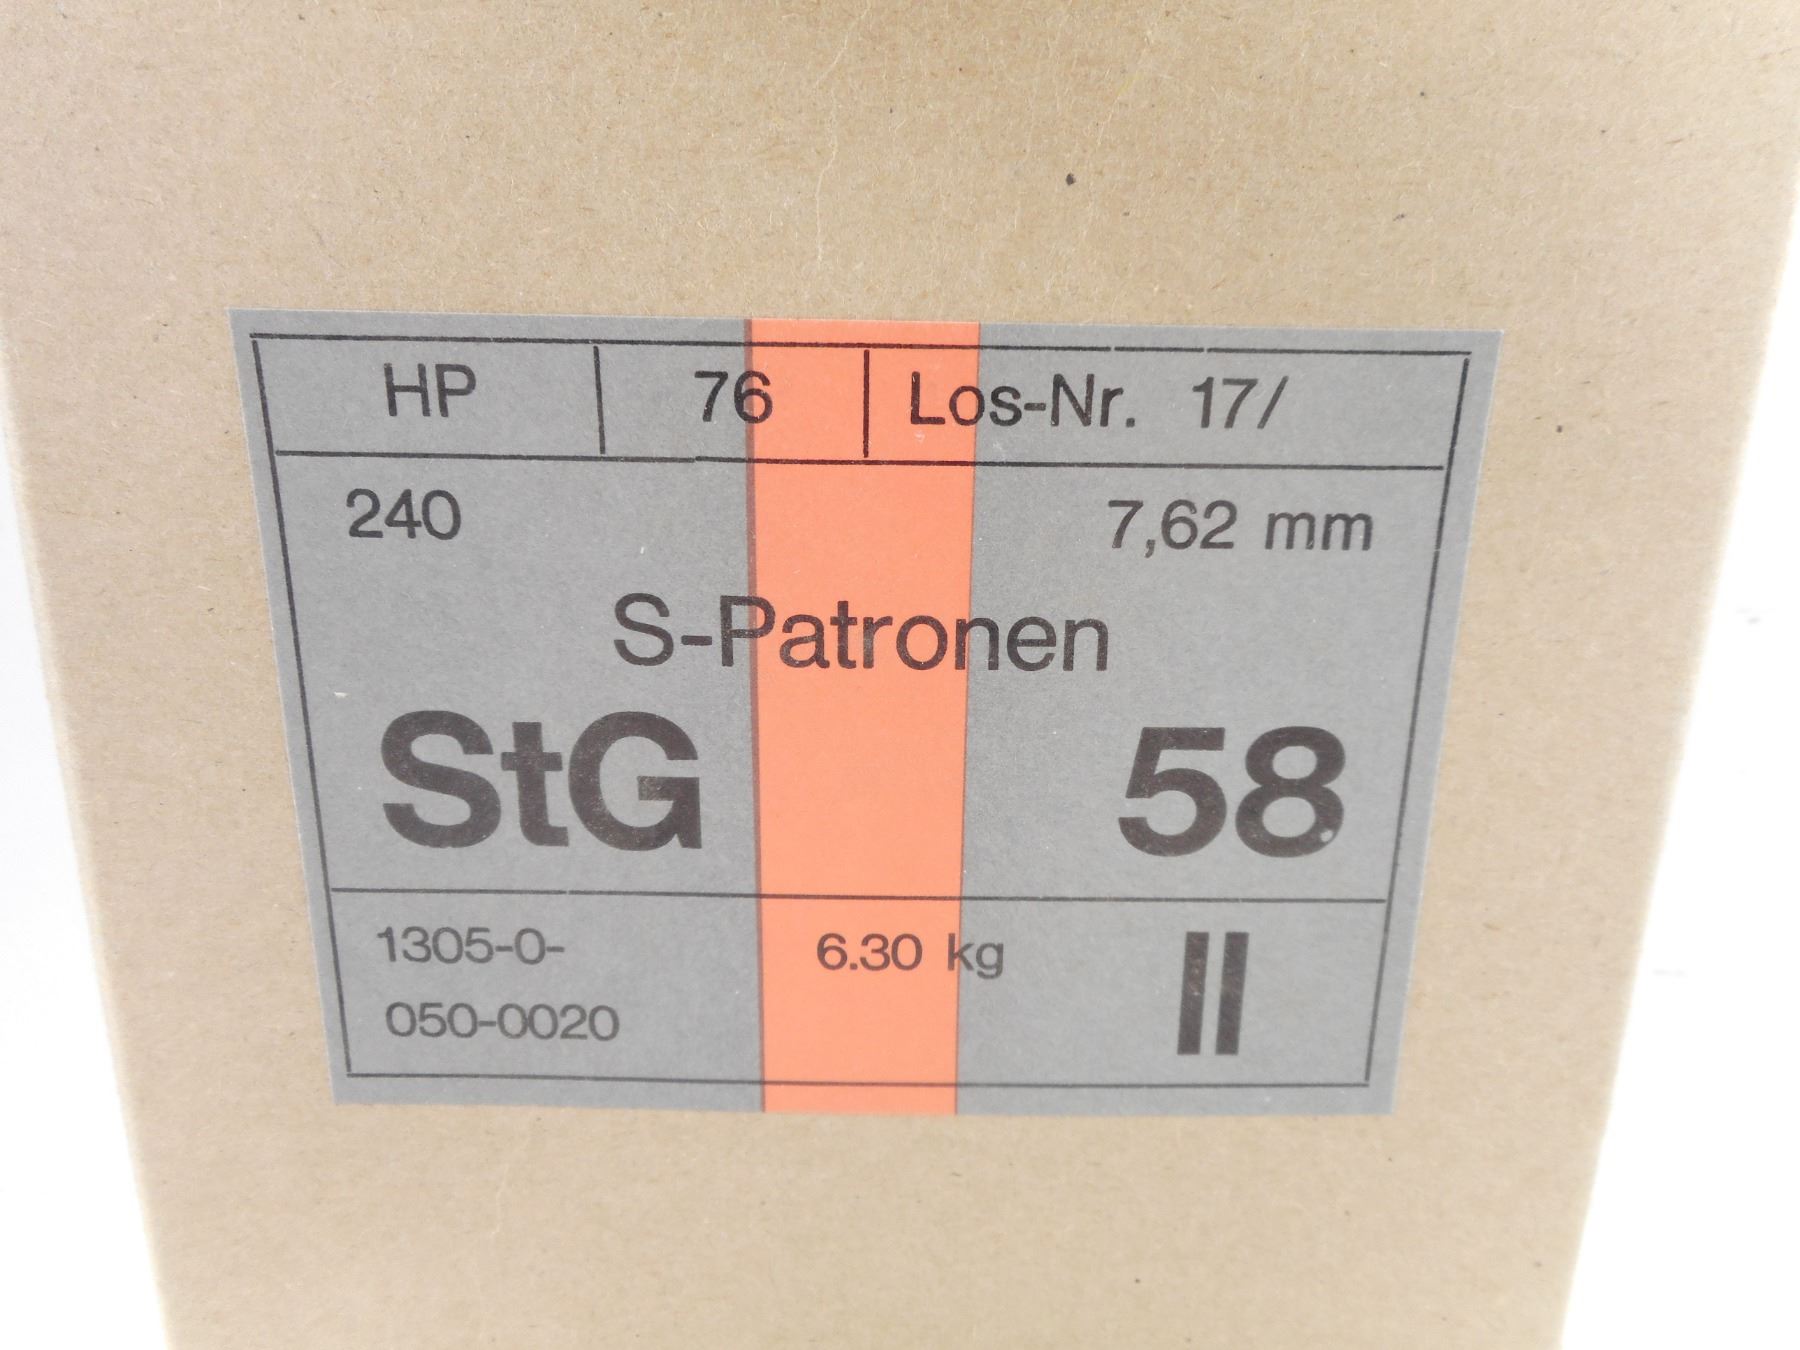 HP 76 Los-Nr. 17/
240 7,62 mm
S-Patronen
StG 58
1305-0- 6.30 kg II
050-0020